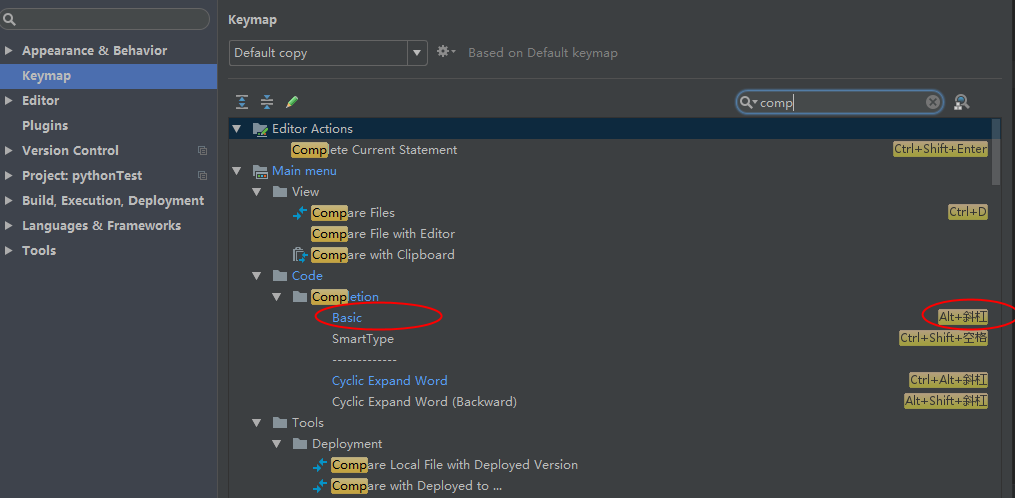 Keymap
Appearance & Behavior
Keymap
Editor
Plugins
Version Control
Project: pythonTest
Build, Execution, Deployment
Languages & Frameworks
Tools
Default copy
Based on Default keymap
comp
Editor Actions
Complete Current Statement Ctrl+Shift+Enter
Main menu
View
Compare Files Ctrl+D
Compare File with Editor
Compare with Clipboard
Code
Completion
Basic Alt+斜杠
SmartType Ctrl+Shift+空格
-------------
Cyclic Expand Word Ctrl+Alt+斜杠
Cyclic Expand Word (Backward) Alt+Shift+斜杠
Tools
Deployment
Compare Local File with Deployed Version
Compare with Deployed to ...